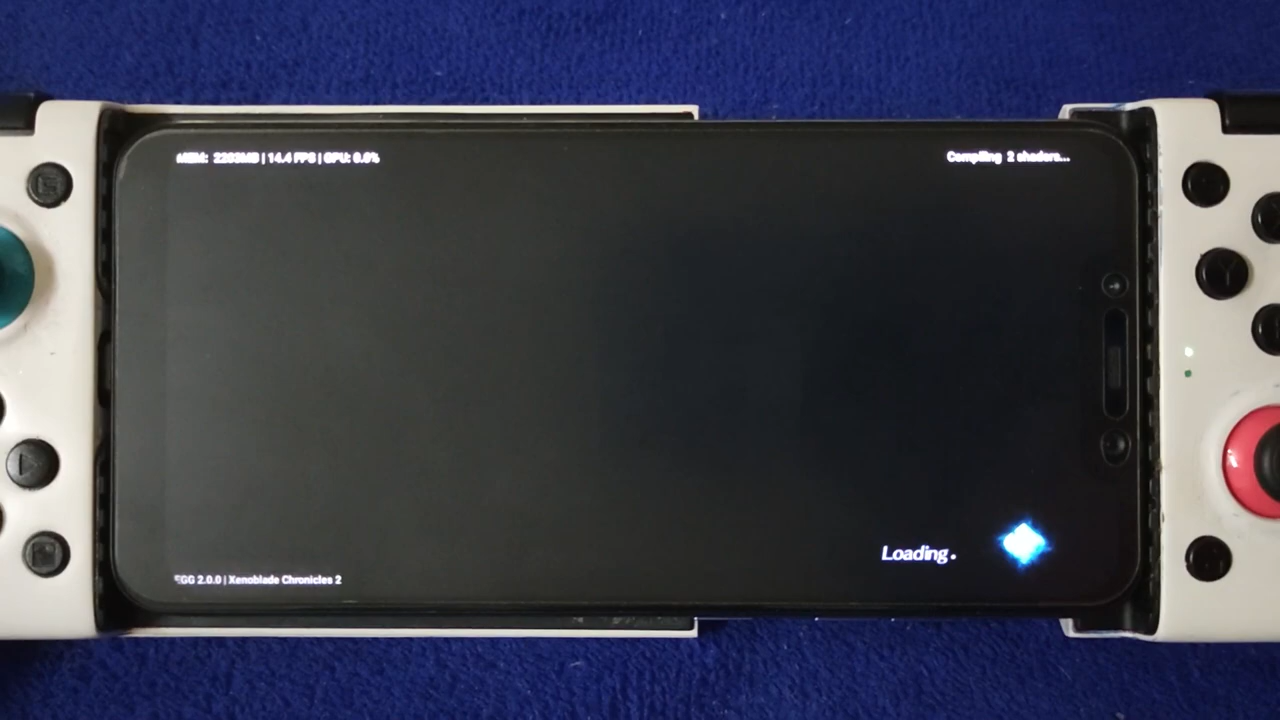 MEM: 2203MB | 14.4 FPS | GPU: 0.0%
Compiling 2 shaders...
Loading.
EGG 2.0.0 | Xenoblade Chronicles 2
Y